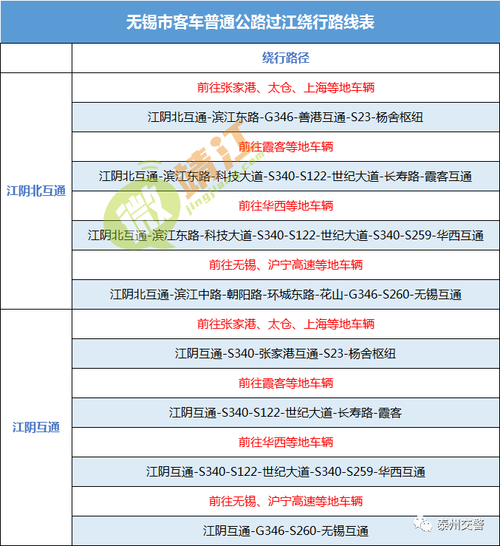 无锡市客车普通公路过江绕行路线表
绕行路径
江阴北互通
前往张家港、太仓、上海等地车辆
江阴北互通-滨江东路-G346-善港互通-S23-杨舍枢纽
前往霞客等地车辆
江阴北互通-滨江东路-科技大道-S340-S122-世纪大道-长寿路-霞客互通
前往华西等地车辆
江阴北互通-滨江东路-科技大道-S340-S122-世纪大道-S340-S259-华西互通
前往无锡、沪宁高速等地车辆
江阴北互通-滨江中路-朝阳路-环城东路-花山-G346-S260-无锡互通
江阴互通
前往张家港、太仓、上海等地车辆
江阴互通-S340-张家港互通-S23-杨舍枢纽
前往霞客等地车辆
江阴互通-S340-S122-世纪大道-长寿路-霞客
前往华西等地车辆
江阴互通-S340-S122-世纪大道-S340-S259-华西互通
前往无锡、沪宁高速等地车辆
江阴互通-G346-S260-无锡互通
微靖江
泰州交警